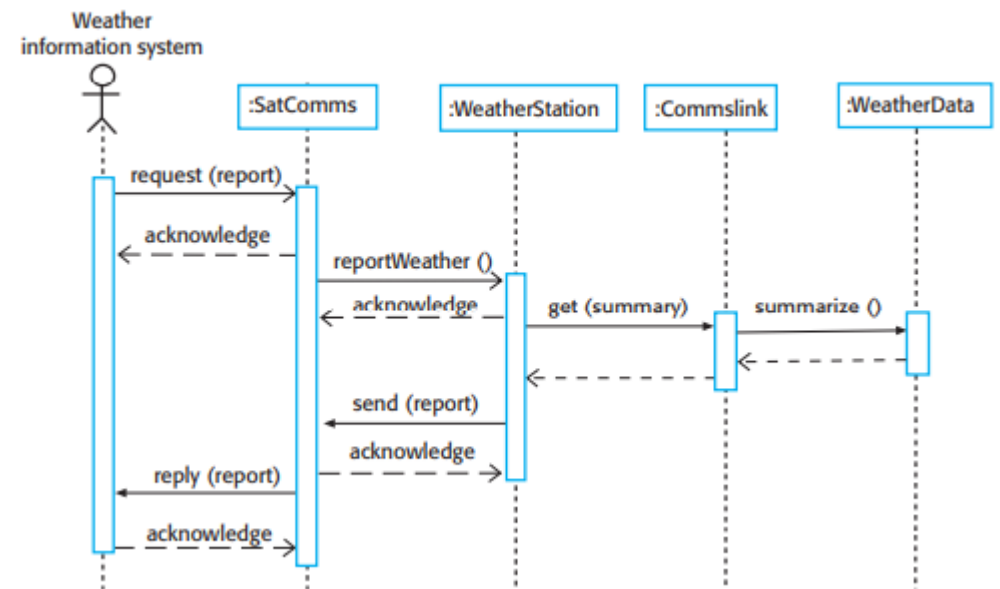 Weather
information system
:SatComms
:WeatherStation
:Commslink
:WeatherData
request (report)
acknowledge
reportWeather ()
acknowledge
get (summary)
summarize ()
send (report)
acknowledge
reply (report)
acknowledge